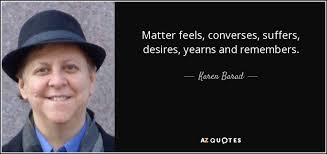 Matter feels, converses, suffers,
desires, yearns and remembers.
Karen Barad
AZ QUOTES